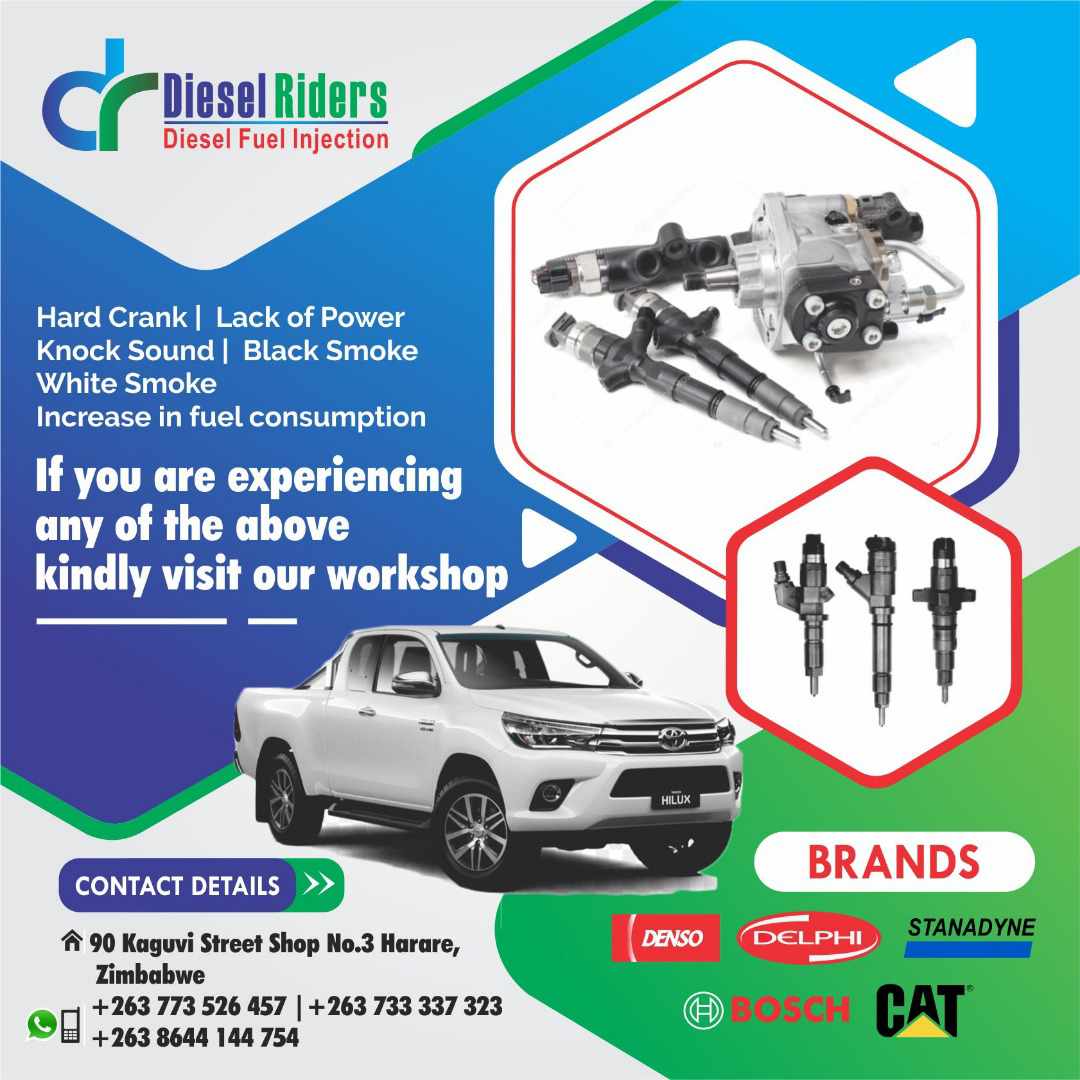 dr Diesel Riders
Diesel Fuel Injection
Hard Crank | Lack of Power
Knock Sound | Black Smoke
White Smoke
Increase in fuel consumption
If you are experiencing
any of the above
kindly visit our workshop
HILUX
CONTACT DETAILS >>
90 Kaguvi Street Shop No.3 Harare,
Zimbabwe
+263 773 526 457 | +263 733 337 323
+263 8644 144 754
BRANDS
DENSO
DELPHI
STANADYNE
BOSCH
CAT®